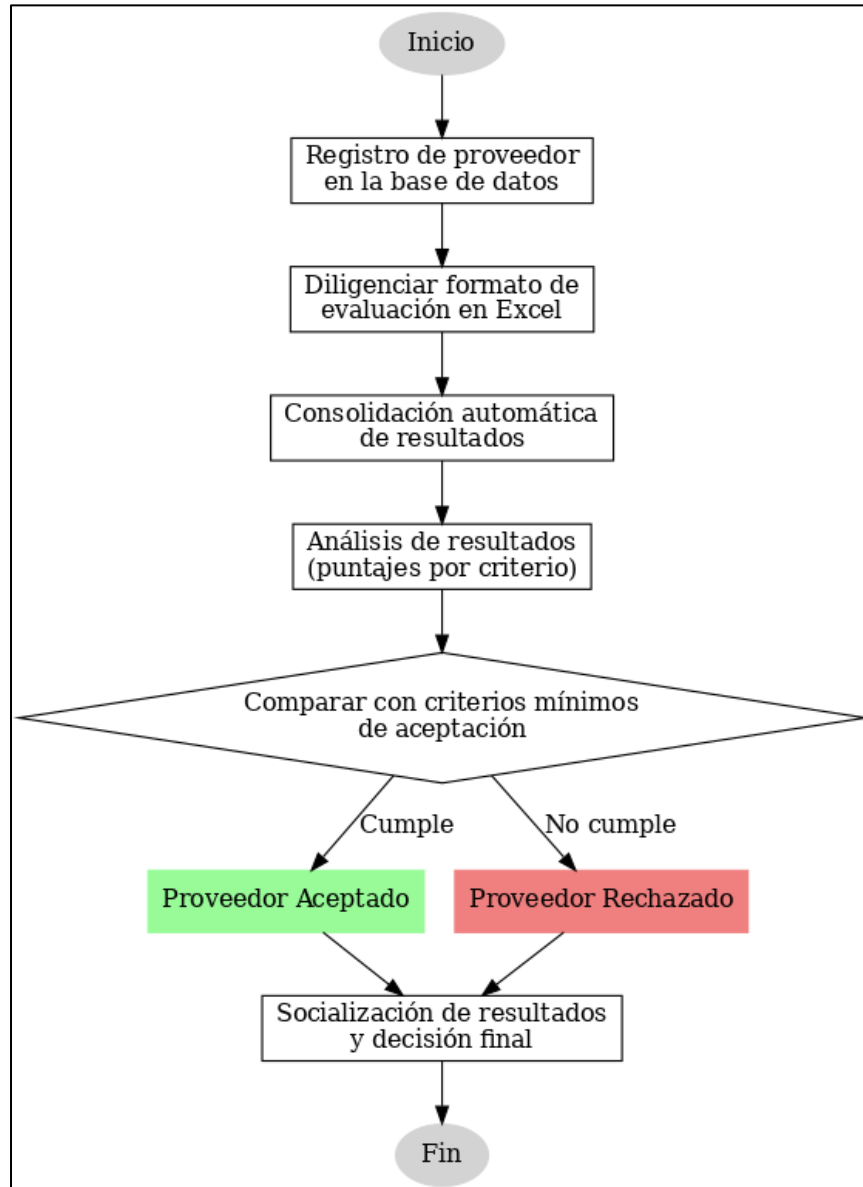 Inicio
Registro de proveedor
en la base de datos
Diligenciar formato de
evaluación en Excel
Consolidación automática
de resultados
Análisis de resultados
(puntajes por criterio)
Comparar con criterios mínimos
de aceptación
Cumple
No cumple
Proveedor Aceptado
Proveedor Rechazado
Socialización de resultados
y decisión final
Fin